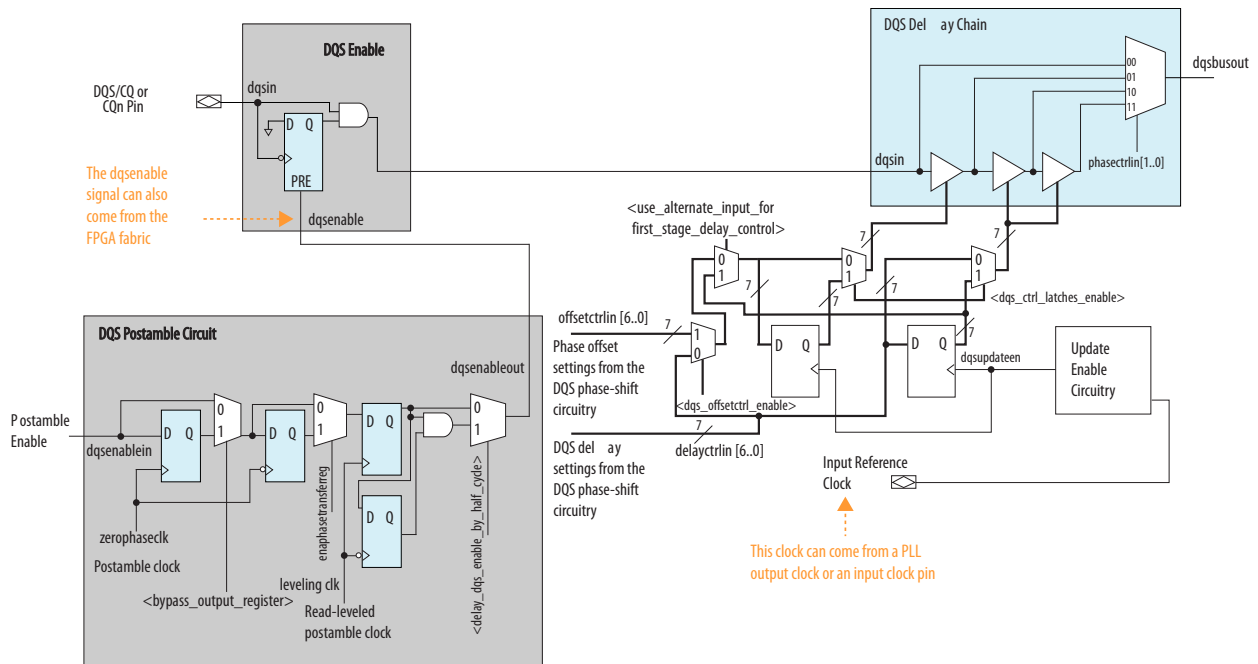 DQS Enable
DQS/CQ or
CQn Pin
dqsin
D Q
PRE
dqsenable
The dqsenable
signal can also
come from the
FPGA fabric
DQS Del ay Chain
00
01
10
11
dqsbusout
phasectrlin[1..0]
dqsin
<use_alternate_input_for
first_stage_delay_control>
0
1
7
0
1
7
7
7
0
1
7
7
<dqs_ctrl_latches_enable>
offsetctrlin [6..0]
7
1
0
Phase offset
settings from the
DQS phase-shift
circuitry
<dqs_offsetctrl_enable>
D Q
D Q
dqsupdateen
Update
Enable
Circuitry
7
delayctrlin [6..0]
DQS del ay
settings from the
DQS phase-shift
circuitry
Input Reference
Clock
This clock can come from a PLL
output clock or an input clock pin
DQS Postamble Circuit
dqsenableout
P ostamble
Enable
dqsenablein
D Q
0
1
D Q
0
1
D Q
D Q
0
1
zerophaseclk
Postamble clock
<bypass_output_register>
enaphasetransferreg
leveling clk
Read-leveled
postamble clock
<delay_dqs_enable_by_half_cycle>